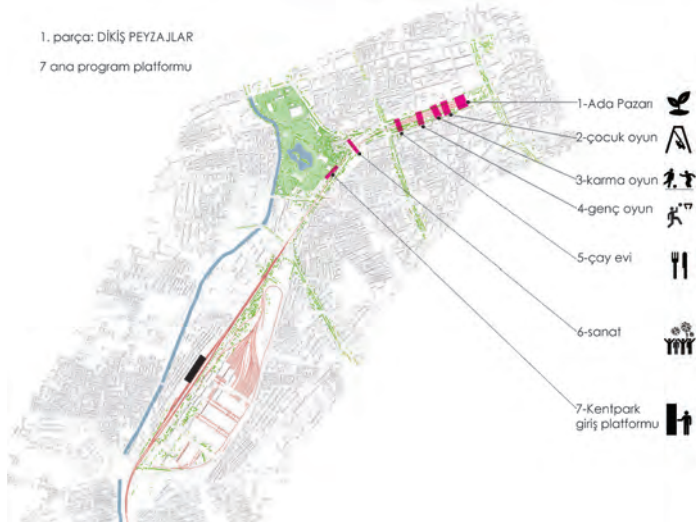 1. parça: DİKİŞ PEYZAJLAR
7 ana program platformu
1-Ada Pazarı
2-çocuk oyun
3-karma oyun
4-genç oyun
5-çay evi
6-sanat
7-Kentpark
giriş platformu